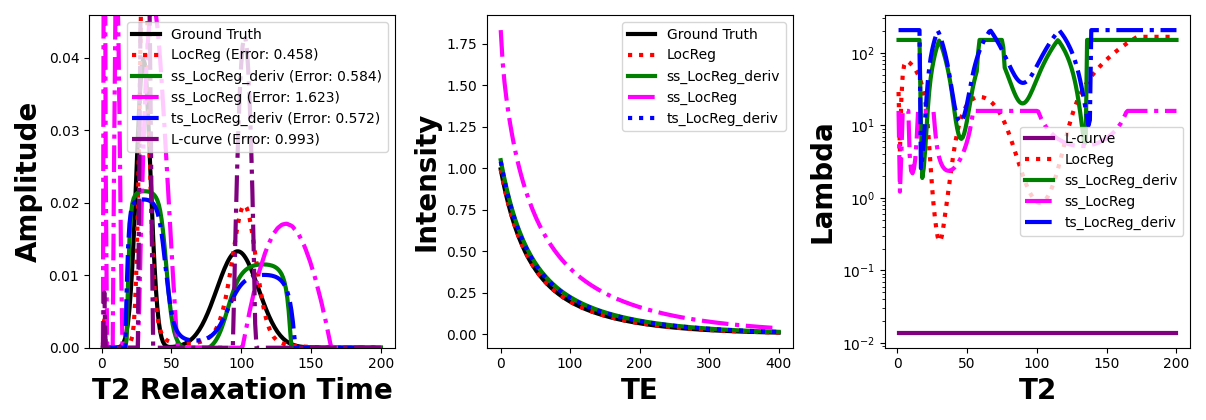 Amplitude
0.04
0.03
0.02
0.01
0.00
Ground Truth
LocReg (Error: 0.458)
ss_LocReg_deriv (Error: 0.584)
ss_LocReg (Error: 1.623)
ts_LocReg_deriv (Error: 0.572)
L-curve (Error: 0.993)
0 50 100 150 200
T2 Relaxation Time
Intensity
1.75
1.50
1.25
1.00
0.75
0.50
0.25
0.00
Ground Truth
LocReg
ss_LocReg_deriv
ss_LocReg
ts_LocReg_deriv
0 100 200 300 400
TE
Lambda
10²
10¹
10⁰
10⁻¹
10⁻²
L-curve
LocReg
ss_LocReg_deriv
ss_LocReg
ts_LocReg_deriv
0 50 100 150 200
T2